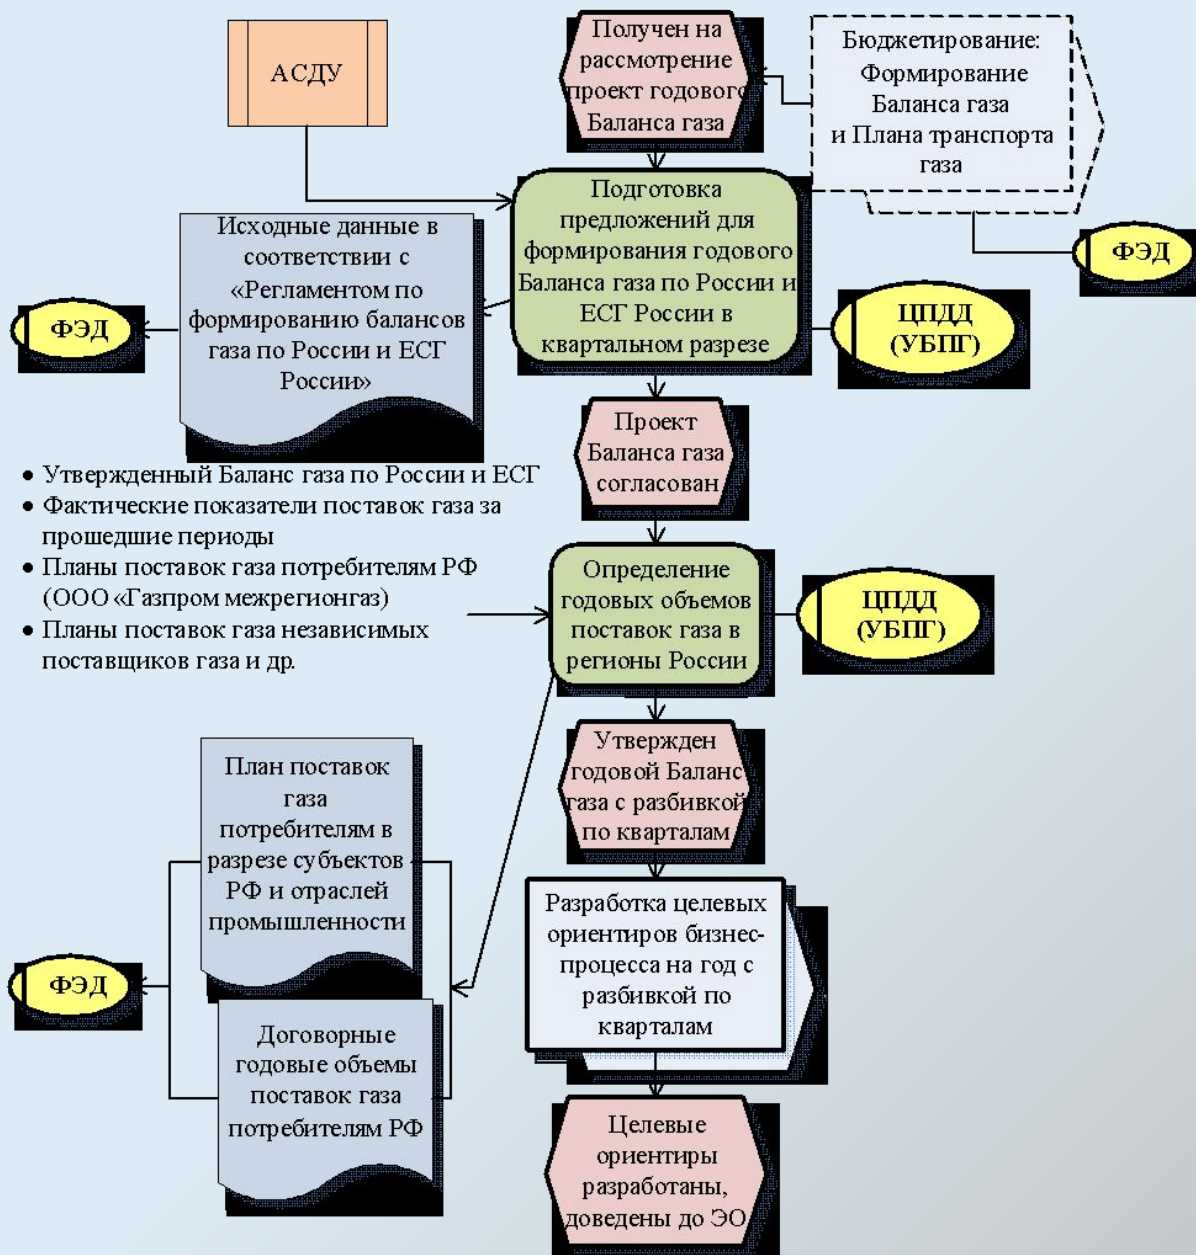 АСДУ
Получен на
рассмотрение
проект годового
Баланса газа
Бюджетирование:
Формирование
Баланса газа
и Плана транспорта
газа
ФЭД
Подготовка
предложений для
формирования годового
Баланса газа по России и
ЕСГ России в
квартальном разрезе
ЦПДД
(УБПГ)
Исходные данные в
соответствии с
«Регламентом по
формированию балансов
газа по России и ЕСГ
России»
ФЭД
Проект
Баланса газа
согласован
• Утвержденный Баланс газа по России и ЕСГ
• Фактические показатели поставок газа за
прошедшие периоды
• Планы поставок газа потребителям РФ
(ООО «Газпром межрегионгаз)
• Планы поставок газа независимых
поставщиков газа и др.
Определение
годовых объемов
поставок газа в
регионы России
ЦПДД
(УБПГ)
Утвержден
годовой Баланс
газа с разбивкой
по кварталам
План поставок
газа
потребителям в
разрезе субъектов
РФ и отраслей
промышленности
ФЭД
Договорные
годовые объемы
поставок газа
потребителям РФ
Разработка целевых
ориентиров бизнес-
процесса на год с
разбивкой по
кварталам
Целевые
ориентиры
разработаны,
доведены до ЭО